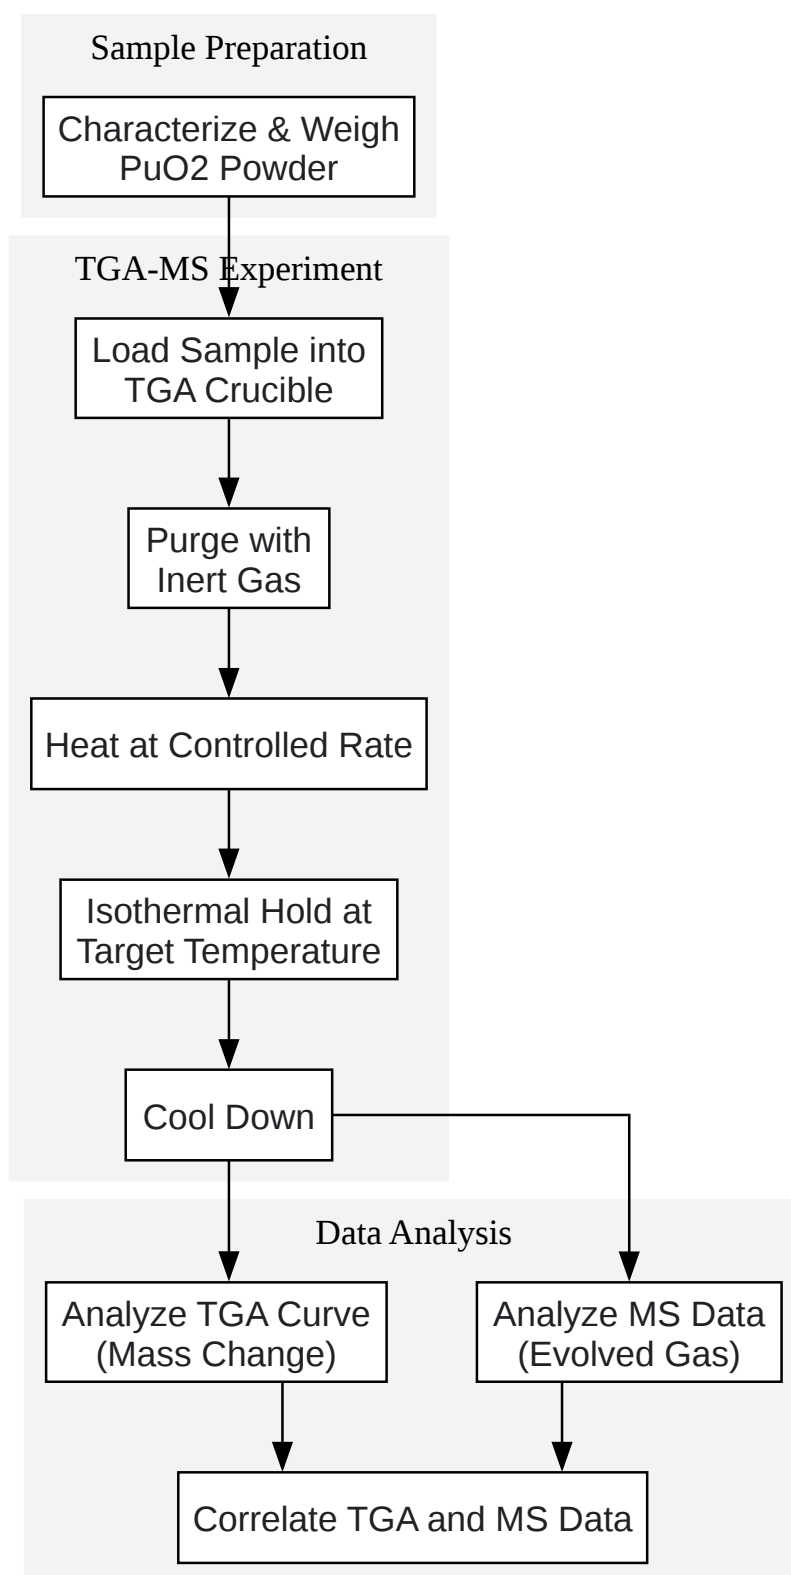 Sample Preparation
Characterize & Weigh
PuO2 Powder
TGA-MS Experiment
Load Sample into
TGA Crucible
Purge with
Inert Gas
Heat at Controlled Rate
Isothermal Hold at
Target Temperature
Cool Down
Data Analysis
Analyze TGA Curve
(Mass Change)
Analyze MS Data
(Evolved Gas)
Correlate TGA and MS Data